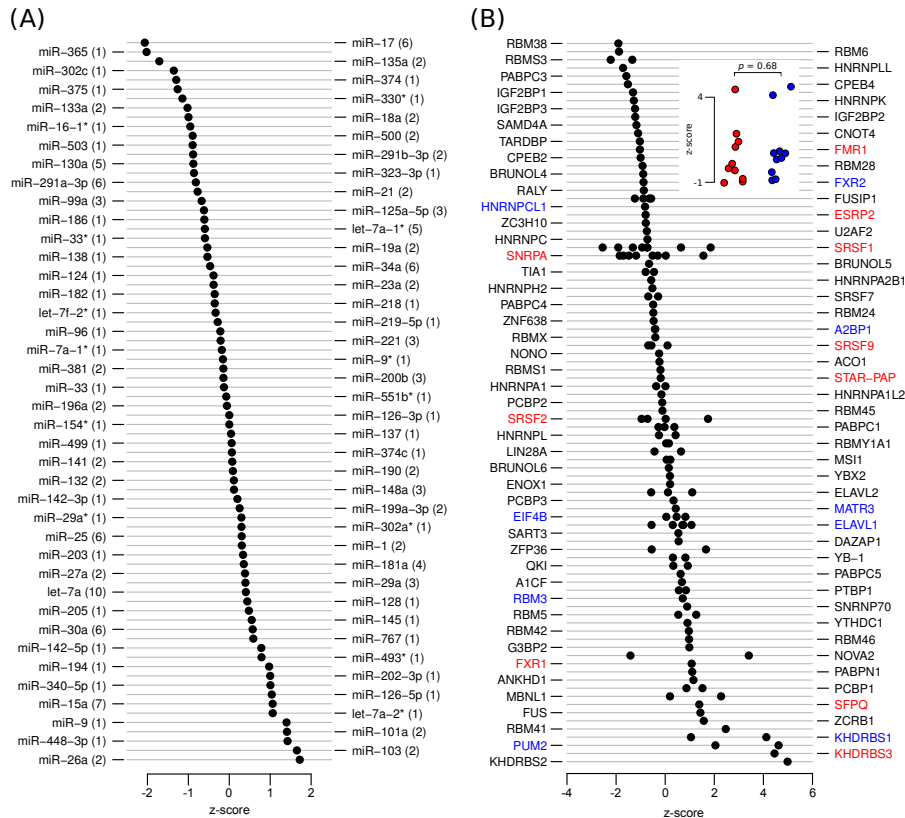 (A)
miR−17 (6)
miR−365 (1)
miR−135a (2)
miR−302c (1)
miR−374 (1)
miR−375 (1)
miR−330* (1)
miR−133a (2)
miR−18a (2)
miR−16−1* (1)
miR−500 (2)
miR−503 (1)
miR−291b−3p (2)
miR−130a (5)
miR−323−3p (1)
miR−291a−3p (6)
miR−21 (2)
miR−99a (3)
miR−125a−5p (3)
miR−186 (1)
let−7a−1* (5)
miR−33* (1)
miR−19a (2)
miR−138 (1)
miR−34a (6)
miR−124 (1)
miR−23a (2)
miR−182 (1)
miR−218 (1)
let−7f−2* (1)
miR−219−5p (1)
miR−96 (1)
miR−221 (3)
miR−7a−1* (1)
miR−9* (1)
miR−381 (2)
miR−200b (3)
miR−33 (1)
miR−551b* (1)
miR−196a (2)
miR−126−3p (1)
miR−154* (1)
miR−137 (1)
miR−499 (1)
miR−374c (1)
miR−141 (2)
miR−190 (2)
miR−132 (2)
miR−148a (3)
miR−142−3p (1)
miR−199a−3p (2)
miR−29a* (1)
miR−302a* (1)
miR−25 (6)
miR−1 (2)
miR−203 (1)
miR−181a (4)
miR−27a (2)
miR−29a (3)
let−7a (10)
miR−128 (1)
miR−205 (1)
miR−145 (1)
miR−30a (6)
miR−767 (1)
miR−142−5p (1)
miR−493* (1)
miR−194 (1)
miR−202−3p (1)
miR−340−5p (1)
miR−126−5p (1)
miR−15a (7)
let−7a−2* (1)
miR−9 (1)
miR−101a (2)
miR−448−3p (1)
miR−103 (2)
miR−26a (2)
−2 −1 0 1 2
z−score
(B)
RBM38
RBM6
RBMS3
HNRNPLL
PABPC3
CPEB4
IGF2BP1
HNRNPK
IGF2BP3
IGF2BP2
SAMD4A
CNOT4
TARDBP
FMR1
CPEB2
RBM28
BRUNOL4
FXR2
RALY
FUSIP1
HNRNPCL1
ESRP2
ZC3H10
U2AF2
HNRNPC
SRSF1
SNRPA
BRUNOL5
TIA1
HNRNPA2B1
HNRNPH2
SRSF7
PABPC4
RBM24
ZNF638
A2BP1
RBMX
SRSF9
NONO
ACO1
RBMS1
STAR−PAP
HNRNPA1
HNRNPA1L2
PCBP2
RBM45
SRSF2
PABPC1
HNRNPL
RBMY1A1
LIN28A
MSI1
BRUNOL6
YBX2
ENOX1
ELAVL2
PCBP3
MATR3
EIF4B
ELAVL1
SART3
DAZAP1
ZFP36
YB−1
QKI
PABPC5
A1CF
PTBP1
RBM3
SNRNP70
RBM5
YTHDC1
RBM42
RBM46
G3BP2
NOVA2
FXR1
PABPN1
ANKHD1
PCBP1
MBNL1
SFPQ
FUS
ZCRB1
RBM41
KHDRBS1
PUM2
KHDRBS3
KHDRBS2
−4 −2 0 2 4 6
z−score
p = 0.68
4
z−score
−1